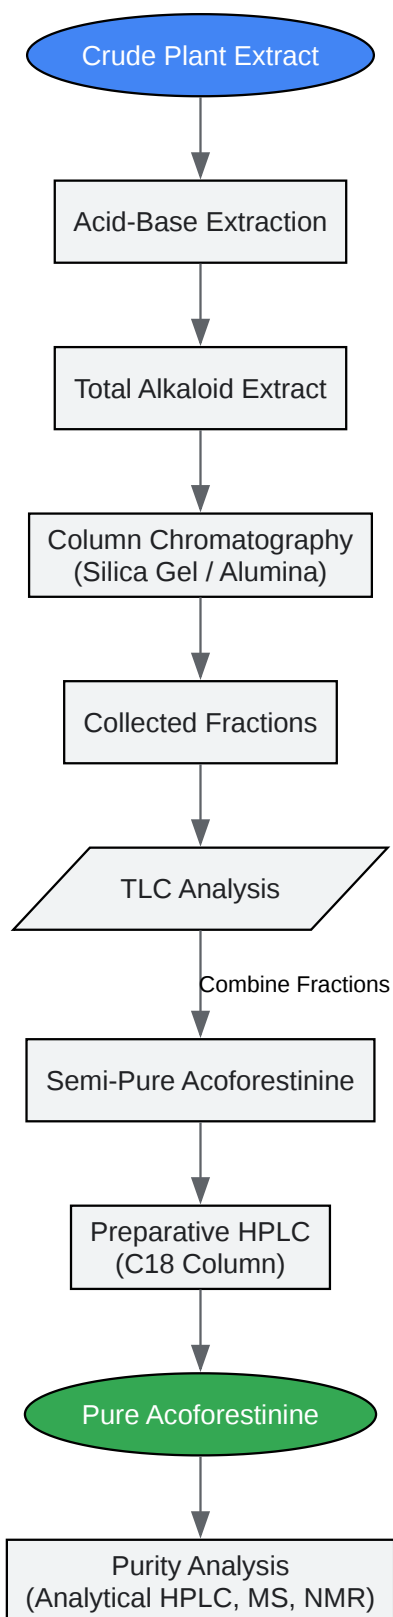 Crude Plant Extract
Acid-Base Extraction
Total Alkaloid Extract
Column Chromatography
(Silica Gel / Alumina)
Collected Fractions
TLC Analysis
Combine Fractions
Semi-Pure Acoforestinine
Preparative HPLC
(C18 Column)
Pure Acoforestinine
Purity Analysis
(Analytical HPLC, MS, NMR)